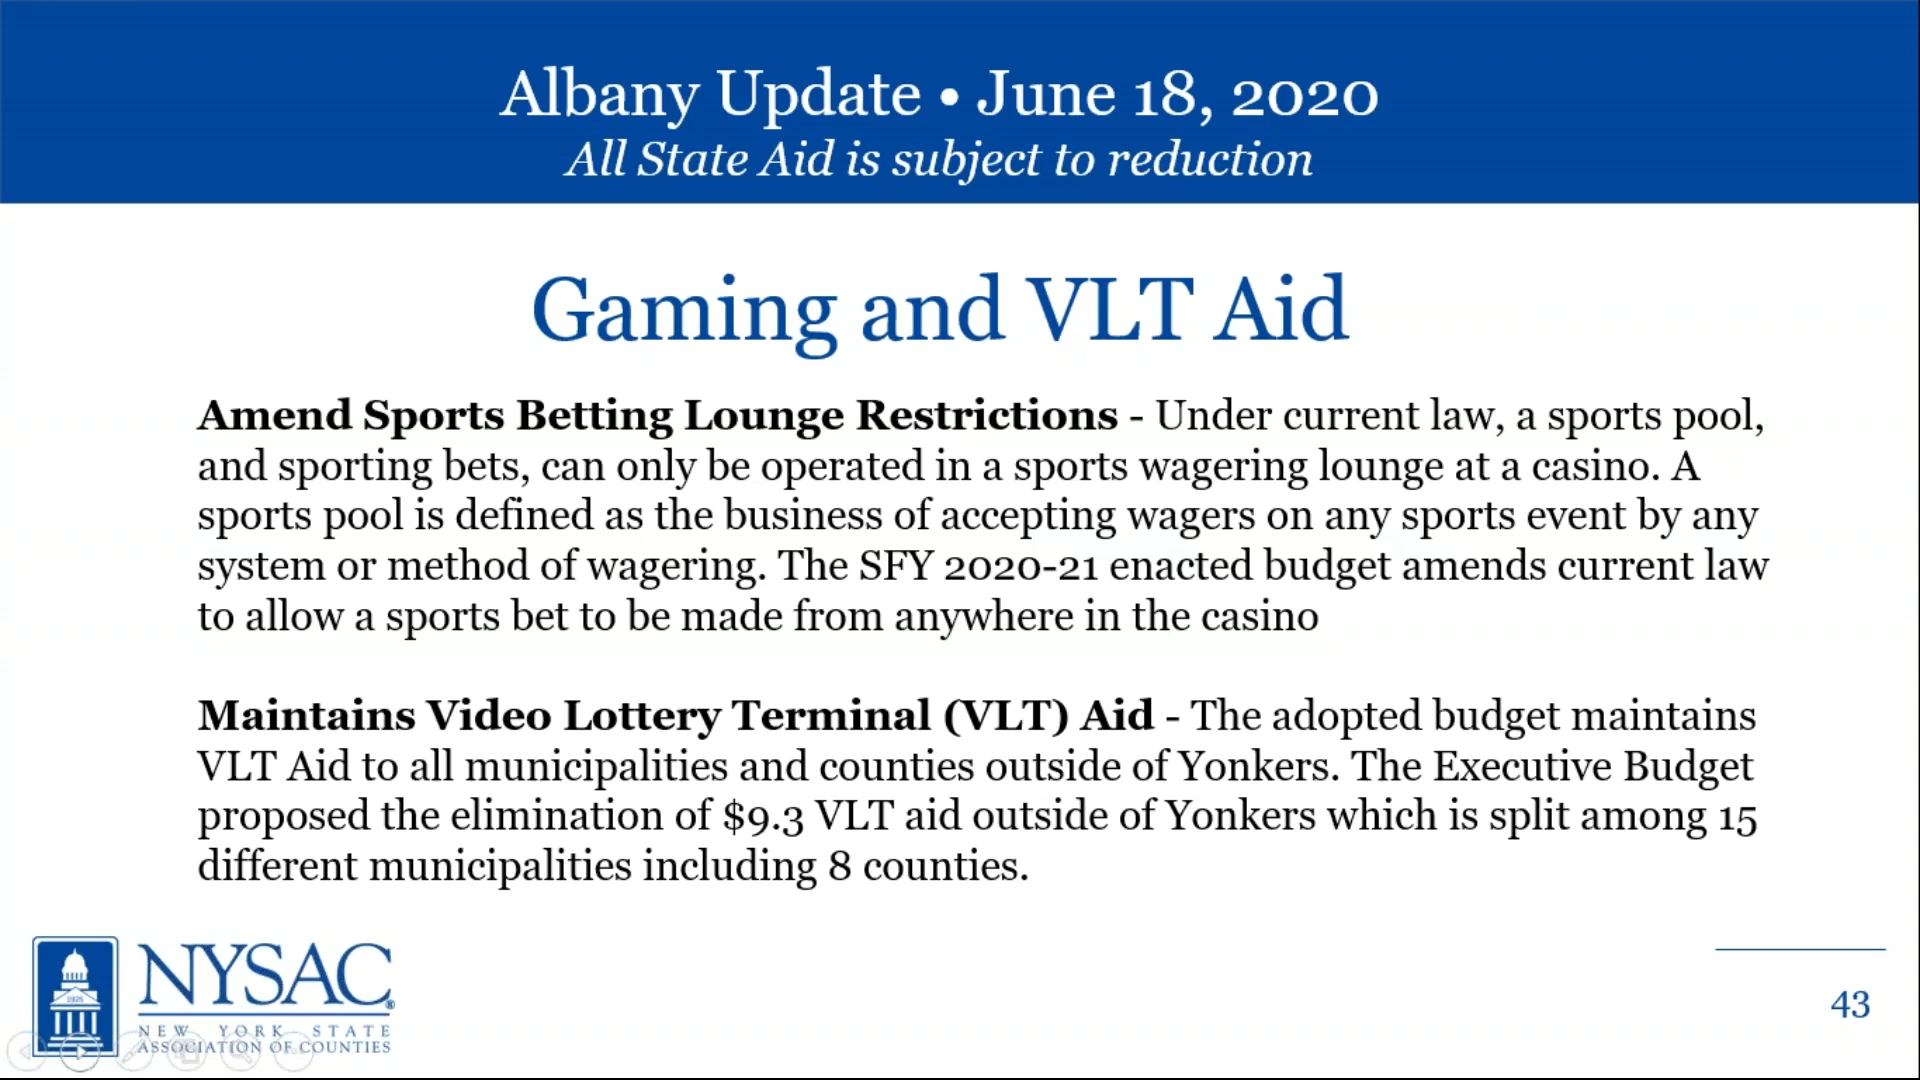 Albany Update • June 18, 2020
All State Aid is subject to reduction
Gaming and VLT Aid
Amend Sports Betting Lounge Restrictions - Under current law, a sports pool,
and sporting bets, can only be operated in a sports wagering lounge at a casino. A
sports pool is defined as the business of accepting wagers on any sports event by any
system or method of wagering. The SFY 2020-21 enacted budget amends current law
to allow a sports bet to be made from anywhere in the casino
Maintains Video Lottery Terminal (VLT) Aid - The adopted budget maintains
VLT Aid to all municipalities and counties outside of Yonkers. The Executive Budget
proposed the elimination of $9.3 VLT aid outside of Yonkers which is split among 15
different municipalities including 8 counties.
1925
NYSAC®
NEW YORK STATE
ASSOCIATION OF COUNTIES
43